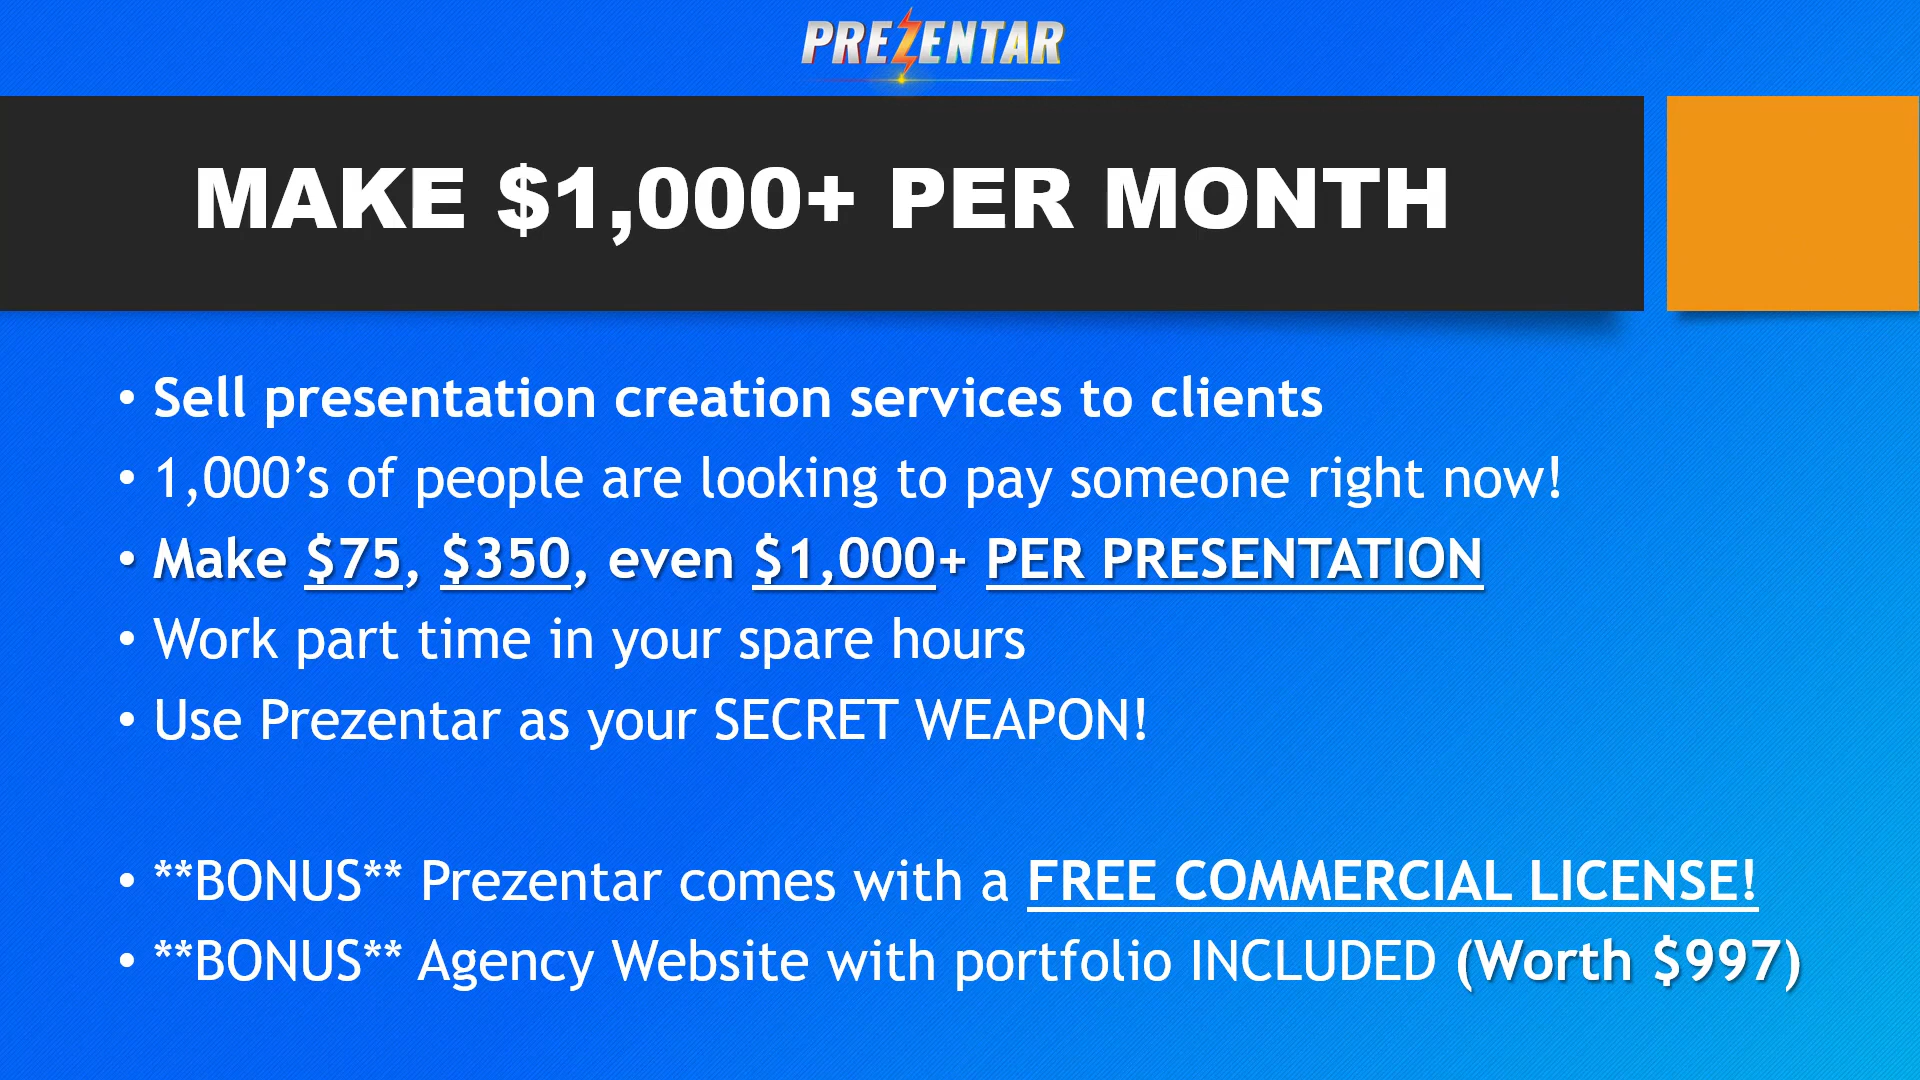 PREZENTAR
MAKE $1,000+ PER MONTH
• Sell presentation creation services to clients
• 1,000’s of people are looking to pay someone right now!
• Make $75, $350, even $1,000+ PER PRESENTATION
• Work part time in your spare hours
• Use Prezentar as your SECRET WEAPON!
• **BONUS** Prezentar comes with a FREE COMMERCIAL LICENSE!
• **BONUS** Agency Website with portfolio INCLUDED (Worth $997)